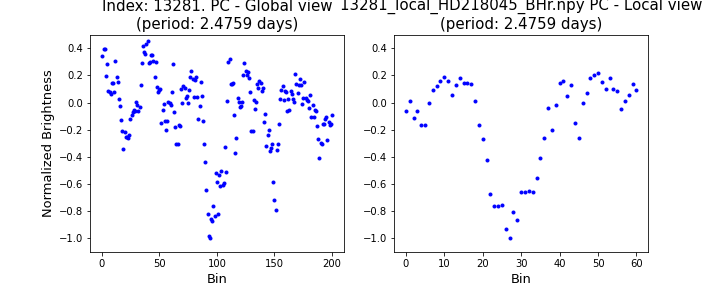 Index: 13281. PC - Global view
(period: 2.4759 days)
13281_local_HD218045_BHr.npy PC - Local view
(period: 2.4759 days)
Normalized Brightness
0.4
0.2
0.0
−0.2
−0.4
−0.6
−0.8
−1.0
0 50 100 150 200
Bin
0.4
0.2
0.0
−0.2
−0.4
−0.6
−0.8
−1.0
0 10 20 30 40 50 60
Bin